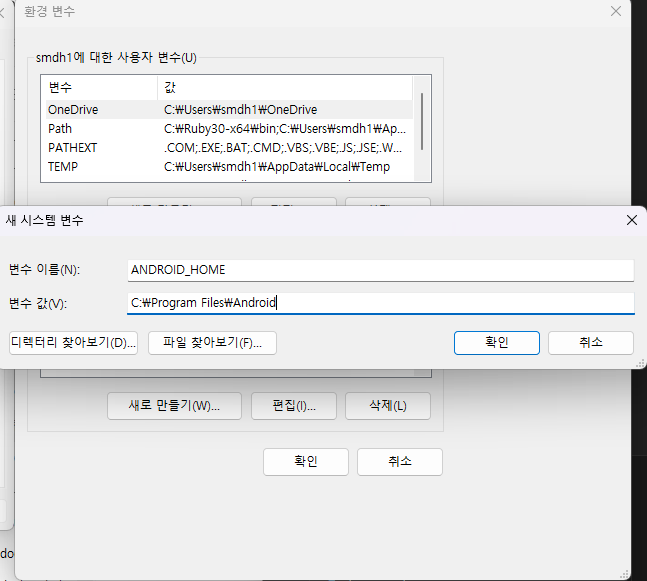 환경 변수
smdh1에 대한 사용자 변수(U)
변수 값
OneDrive C:₩Users₩smdh1₩OneDrive
Path C:₩Ruby30-x64₩bin;C:₩Users₩smdh1₩Ap...
PATHEXT .COM;.EXE;.BAT;.CMD;.VBS;.VBE;.JS;.JSE;.W...
TEMP C:₩Users₩smdh1₩AppData₩Local₩Temp
새 시스템 변수
변수 이름(N): ANDROID_HOME
변수 값(V): C:₩Program Files₩Android
디렉터리 찾아보기(D)... 파일 찾아보기(F)... 확인 취소
새로 만들기(W)... 편집(I)... 삭제(L)
확인 취소